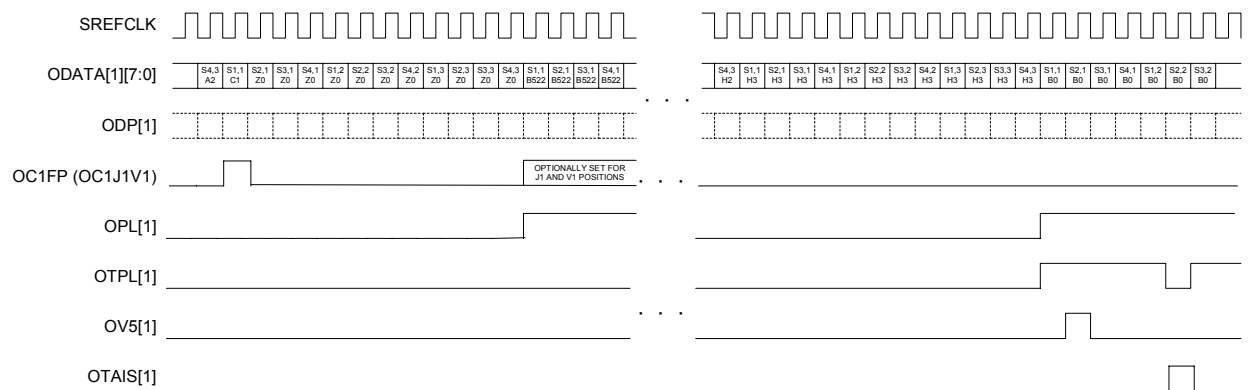 SREFCLK
ODATA[1][7:0]
S4,3 S1,1 S2,1 S3,1 S4,1 S1,2 S2,2 S3,2 S4,2 S1,3 S2,3 S3,3 S4,3 S1,1 S2,1 S3,1 S4,1
A2 C1 Z0 Z0 Z0 Z0 Z0 Z0 Z0 Z0 Z0 Z0 Z0 B522 B522 B522 B522
. . .
S4,3 S1,1 S2,1 S3,1 S4,1 S1,2 S2,2 S3,2 S4,2 S1,3 S2,3 S3,3 S4,3 S1,1 S2,1 S3,1 S4,1 S1,2 S2,2 S3,2
H2 H3 H3 H3 H3 H3 H3 H3 H3 H3 H3 H3 H3 B0 B0 B0 B0 B0 B0 B0
ODP[1]
OC1FP (OC1J1V1)
OPTIONALLY SET FOR
J1 AND V1 POSITIONS
. . .
OPL[1]
OTPL[1]
. . .
OV5[1]
OTAIS[1]